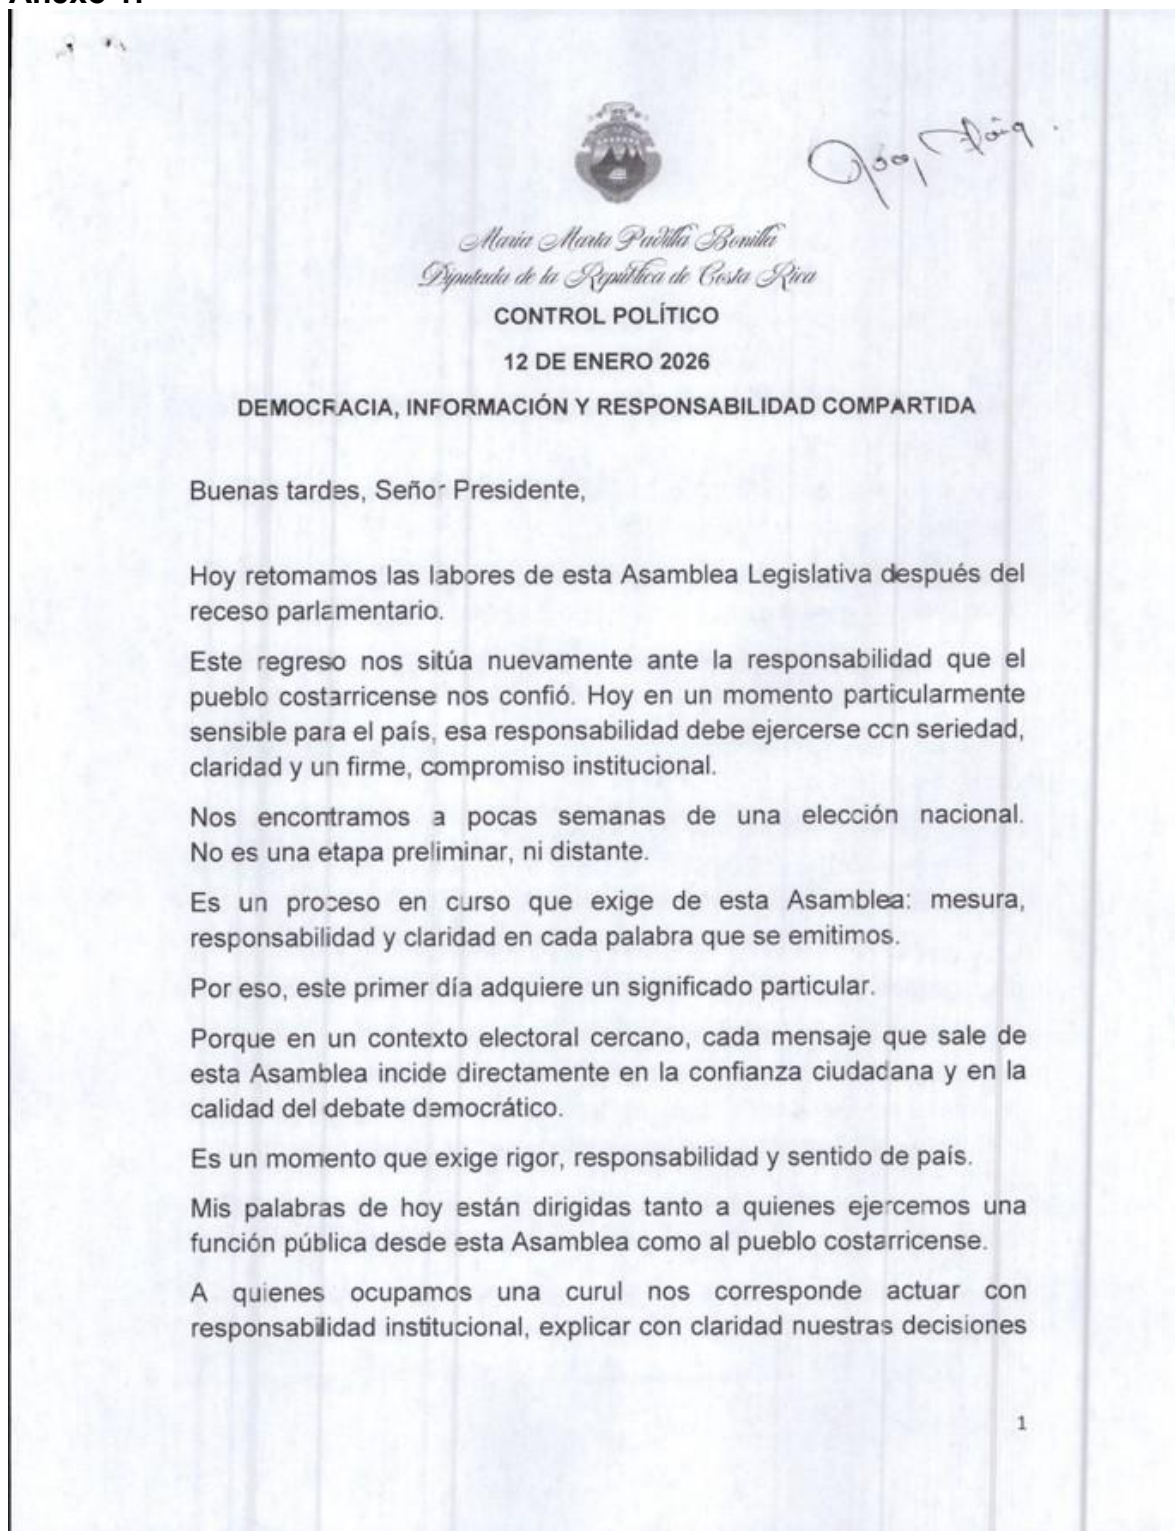 Anexo 1.
María Marta Padilla Bonilla
Diputada de la República de Costa Rica
CONTROL POLÍTICO
12 DE ENERO 2026
DEMOCRACIA, INFORMACIÓN Y RESPONSABILIDAD COMPARTIDA
Buenas tardes, Señor Presidente,
Hoy retomamos las labores de esta Asamblea Legislativa después del
receso parlamentario.
Este regreso nos sitúa nuevamente ante la responsabilidad que el
pueblo costarricense nos confió. Hoy en un momento particularmente
sensible para el país, esa responsabilidad debe ejercerse con seriedad,
claridad y un firme, compromiso institucional.
Nos encontramos a pocas semanas de una elección nacional.
No es una etapa preliminar, ni distante.
Es un proceso en curso que exige de esta Asamblea: mesura,
responsabilidad y claridad en cada palabra que se emitimos.
Por eso, este primer día adquiere un significado particular.
Porque en un contexto electoral cercano, cada mensaje que sale de
esta Asamblea incide directamente en la confianza ciudadana y en la
calidad del debate democrático.
Es un momento que exige rigor, responsabilidad y sentido de país.
Mis palabras de hoy están dirigidas tanto a quienes ejercemos una
función pública desde esta Asamblea como al pueblo costarricense.
A quienes ocupamos una curul nos corresponde actuar con
responsabilidad institucional, explicar con claridad nuestras decisiones
1